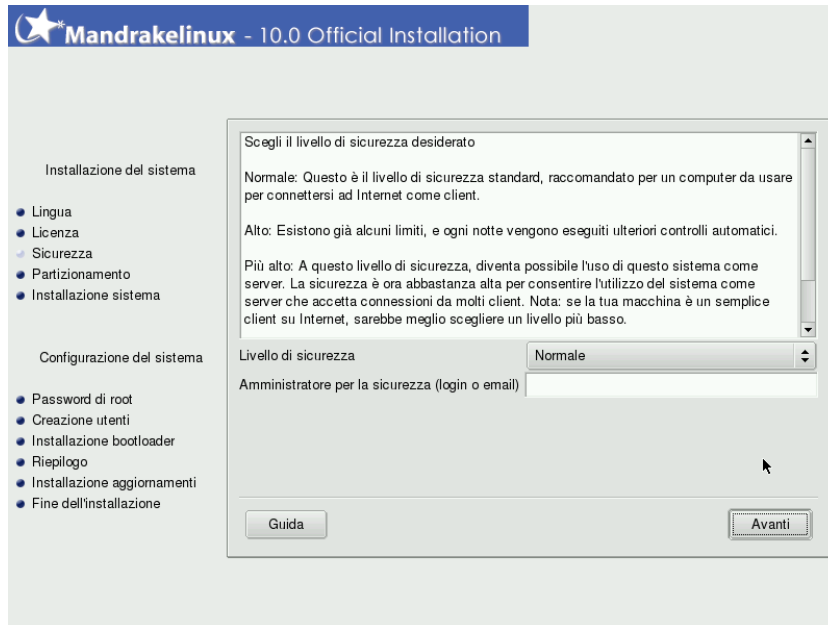 Mandrakelinux - 10.0 Official Installation
Installazione del sistema
Lingua
Licenza
Sicurezza
Partizionamento
Installazione sistema
Configurazione del sistema
Password di root
Creazione utenti
Installazione bootloader
Riepilogo
Installazione aggiornamenti
Fine dell'installazione
Scegli il livello di sicurezza desiderato
Normale: Questo è il livello di sicurezza standard, raccomandato per un computer da usare
per connettersi ad Internet come client.
Alto: Esistono già alcuni limiti, e ogni notte vengono eseguiti ulteriori controlli automatici.
Più alto: A questo livello di sicurezza, diventa possibile l'uso di questo sistema come
server. La sicurezza è ora abbastanza alta per consentire l'utilizzo del sistema come
server che accetta connessioni da molti client. Nota: se la tua macchina è un semplice
client su Internet, sarebbe meglio scegliere un livello più basso.
Livello di sicurezza Normale
Amministratore per la sicurezza (login o email)
Guida Avanti